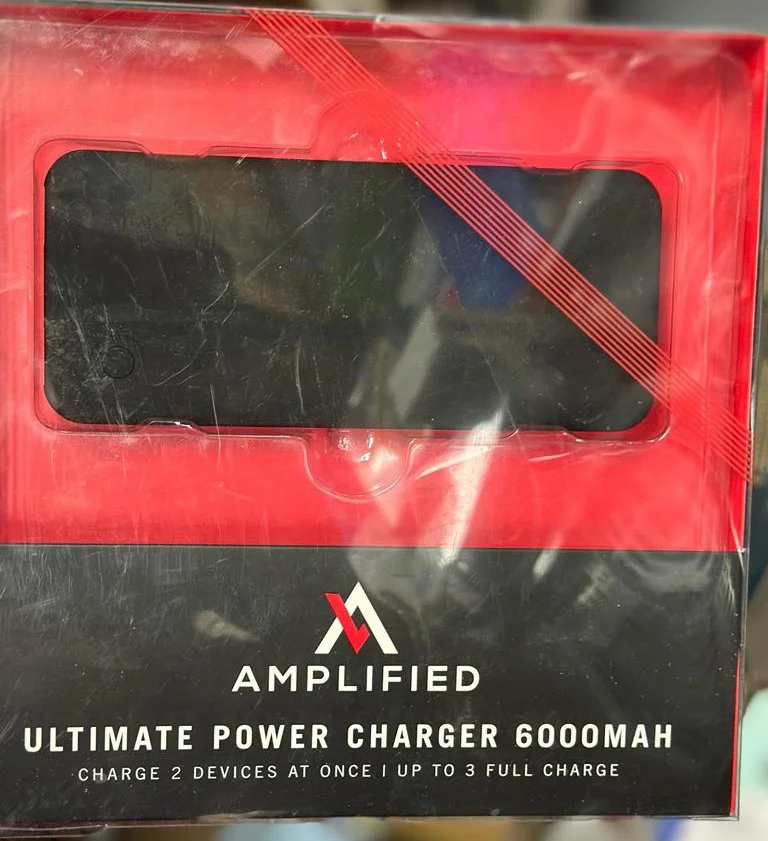 AMPLIFIED
ULTIMATE POWER CHARGER 6000MAH
CHARGE 2 DEVICES AT ONCE | UP TO 3 FULL CHARGE